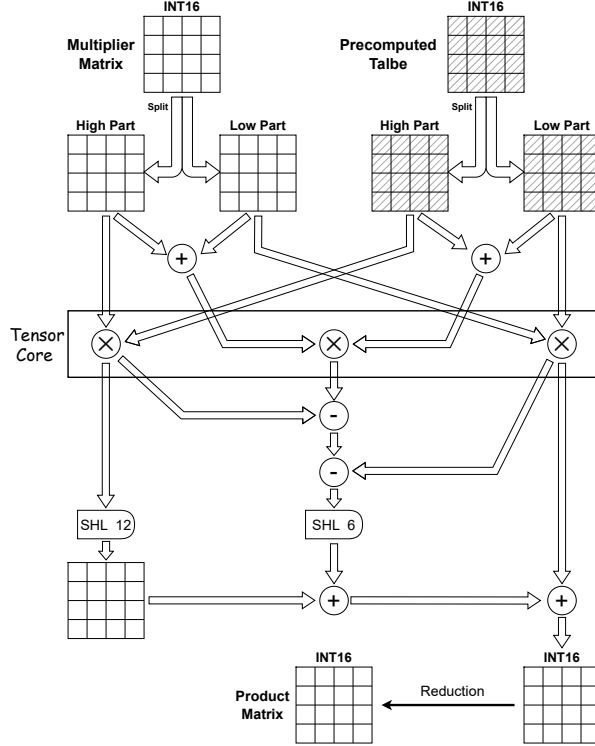 INT16
Multiplier
Matrix
Split
High Part
Low Part
INT16
Precomputed
Talbe
Split
High Part
Low Part
+
+
Tensor
Core
×
×
×
-
-
SHL 12
SHL 6
+
+
INT16
Product
Matrix
Reduction
INT16